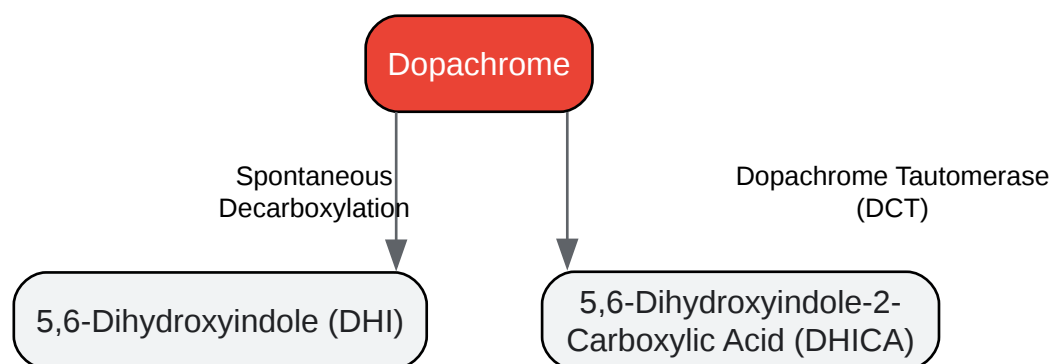 Dopachrome
Spontaneous
Decarboxylation
Dopachrome Tautomerase
(DCT)
5,6-Dihydroxyindole (DHI)
5,6-Dihydroxyindole-2-
Carboxylic Acid (DHICA)